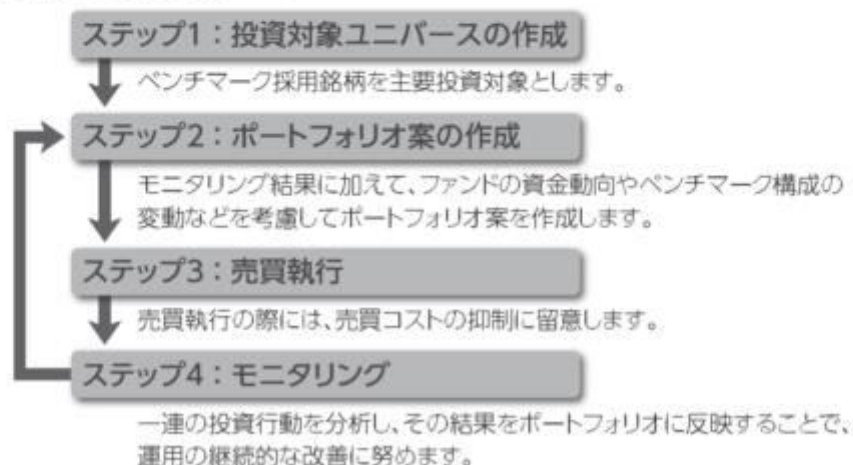 ステップ1：投資対象ユニバースの作成
ベンチマーク採用銘柄を主要投資対象とします。
ステップ2：ポートフォリオ案の作成
モニタリング結果に加えて、ファンドの資金動向やベンチマーク構成の
変動などを考慮してポートフォリオ案を作成します。
ステップ3：売買執行
売買執行の際には、売買コストの抑制に留意します。
ステップ4：モニタリング
一連の投資行動を分析し、その結果をポートフォリオに反映することで、
運用の継続的な改善に努めます。